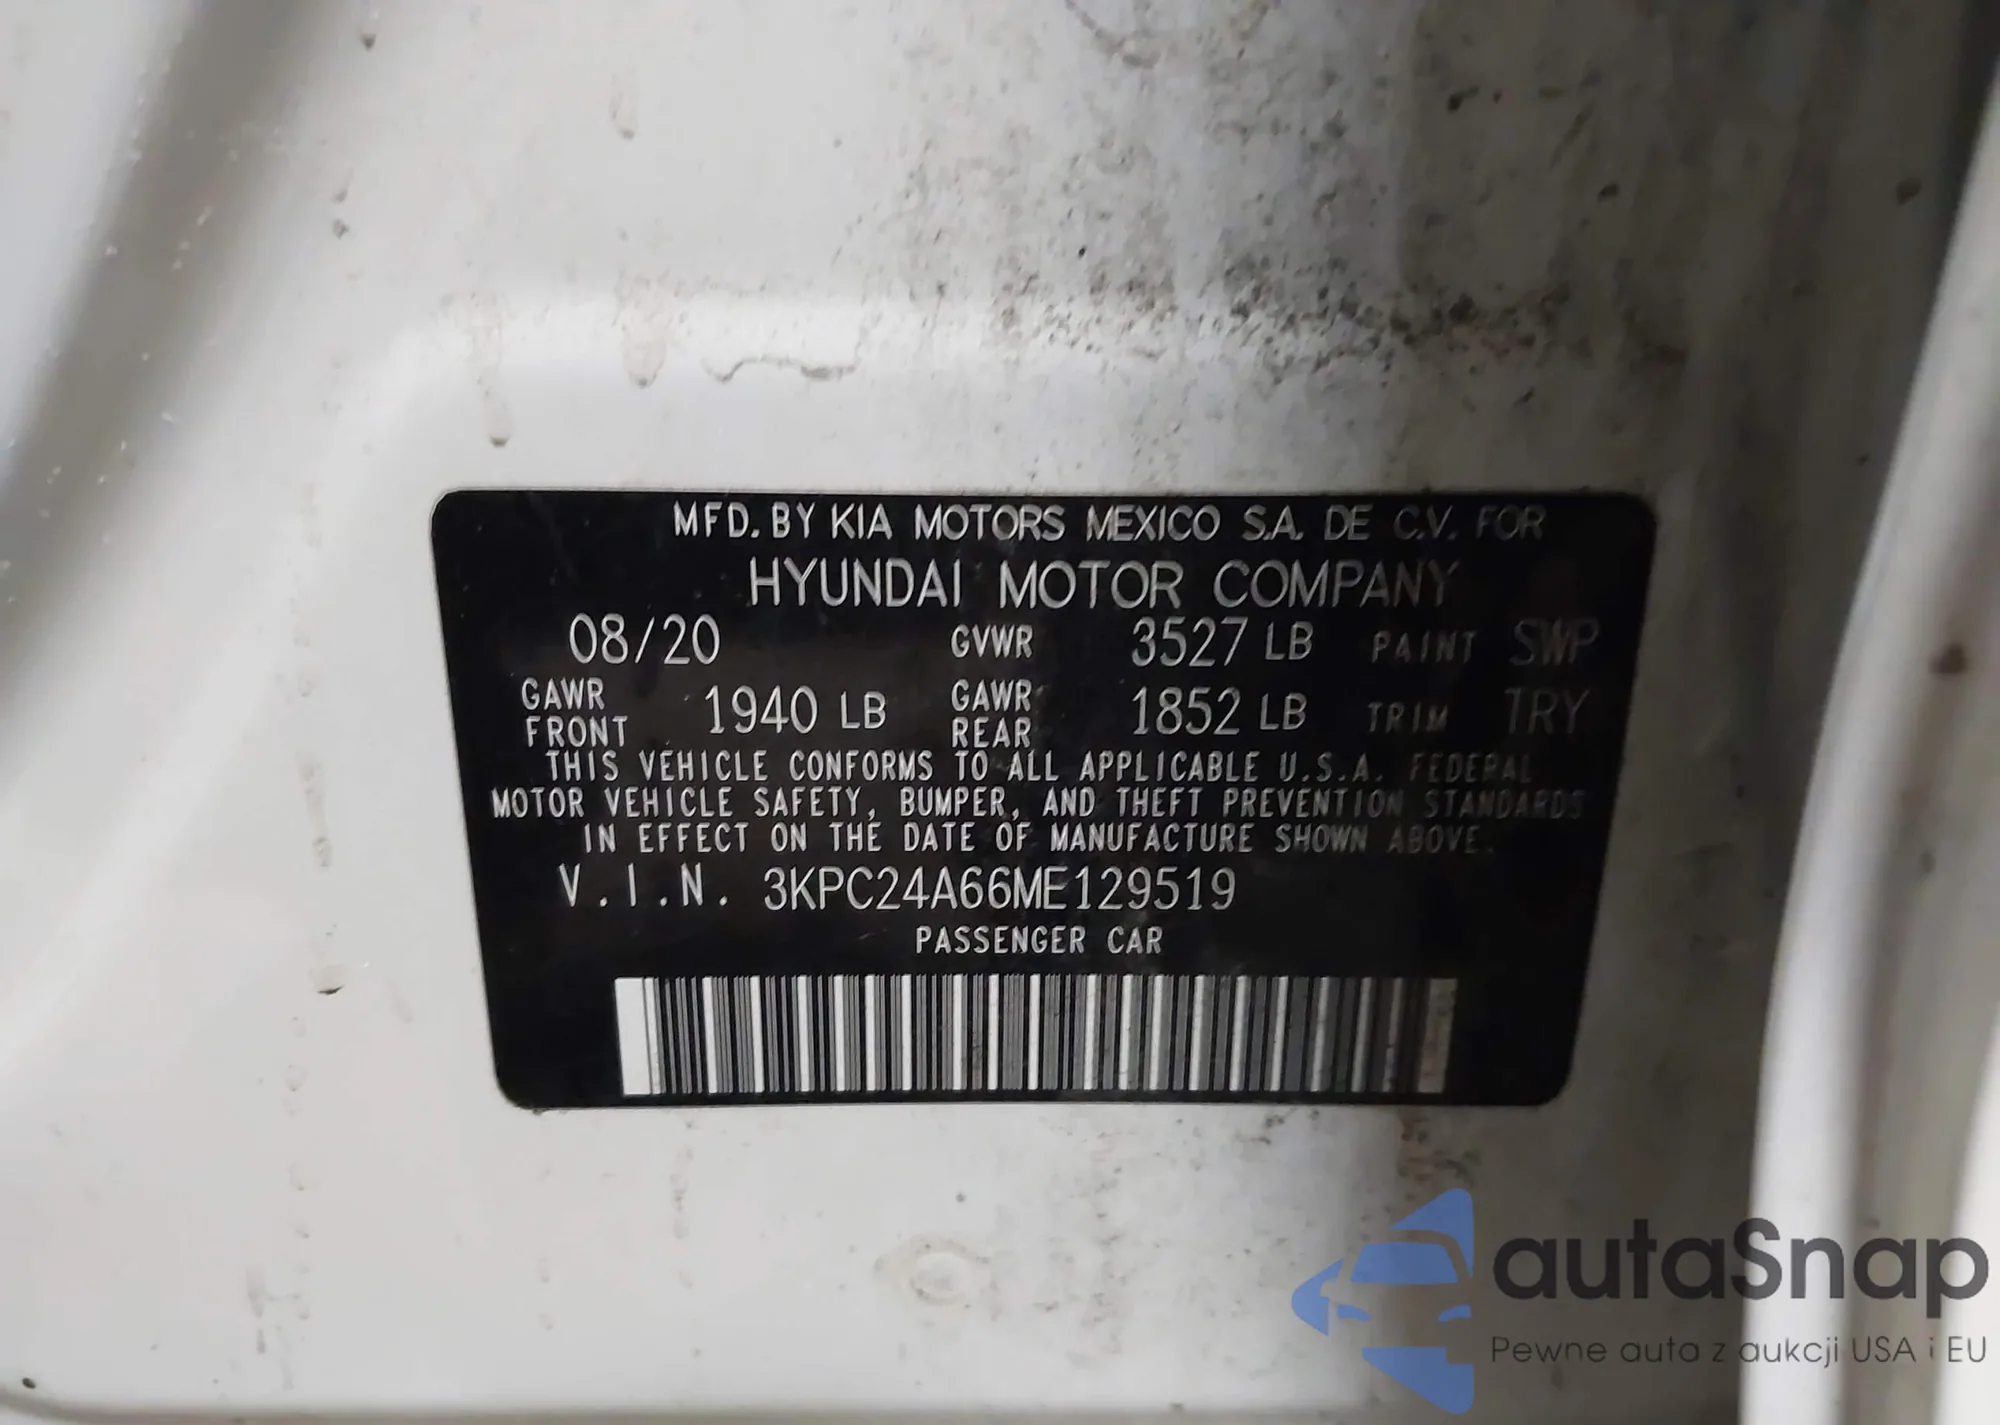 MFD. BY KIA MOTORS MEXICO S.A. DE C.V. FOR
HYUNDAI MOTOR COMPANY
08/20 GVWR 3527 LB PAINT SWP
GAWR FRONT 1940 LB GAWR REAR 1852 LB TRIM TRY
THIS VEHICLE CONFORMS TO ALL APPLICABLE U.S.A. FEDERAL
MOTOR VEHICLE SAFETY, BUMPER, AND THEFT PREVENTION STANDARDS
IN EFFECT ON THE DATE OF MANUFACTURE SHOWN ABOVE.
V.I.N. 3KPC24A66ME129519
PASSENGER CAR
autaSnap
Pewne auta z aukcji USA i EU